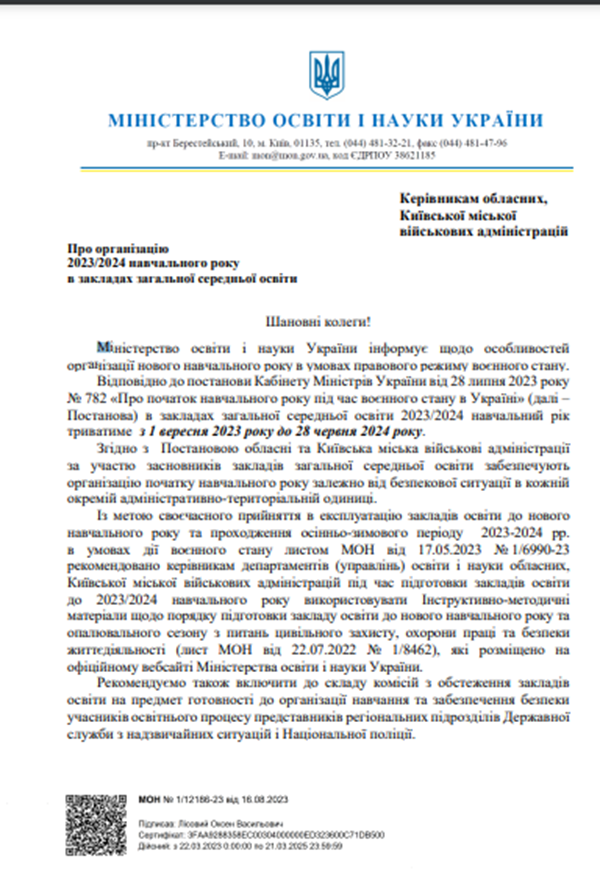 МІНІСТЕРСТВО ОСВІТИ І НАУКИ УКРАЇНИ
пр-кт Берестейський, 10, м. Київ, 01135, тел. (044) 481-32-21, факс (044) 481-47-96
E-mail: mon@mon.gov.ua, код ЄДРПОУ 38621185
Керівникам обласних,
Київської міської
військових адміністрацій
Про організацію
2023/2024 навчального року
в закладах загальної середньої освіти
Шановні колеги!
Міністерство освіти і науки України інформує щодо особливостей
організації нового навчального року в умовах правового режиму воєнного стану.
Відповідно до постанови Кабінету Міністрів України від 28 липня 2023 року
№ 782 «Про початок навчального року під час воєнного стану в Україні» (далі –
Постанова) в закладах загальної середньої освіти 2023/2024 навчальний рік
триватиме з 1 вересня 2023 року до 28 червня 2024 року.
Згідно з Постановою обласні та Київська міська військові адміністрації
за участю засновників закладів загальної середньої освіти забезпечують
організацію початку навчального року залежно від безпекової ситуації в кожній
окремій адміністративно-територіальній одиниці.
Із метою своєчасного прийняття в експлуатацію закладів освіти до нового
навчального року та проходження осінньо-зимового періоду 2023-2024 рр.
в умовах дії воєнного стану листом МОН від 17.05.2023 № 1/6990-23
рекомендовано керівникам департаментів (управлінь) освіти і науки обласних,
Київської міської військових адміністрацій під час підготовки закладів освіти
до 2023/2024 навчального року використовувати Інструктивно-методичні
матеріали щодо порядку підготовки закладу освіти до нового навчального року та
опалювального сезону з питань цивільного захисту, охорони праці та безпеки
життєдіяльності (лист МОН від 22.07.2022 № 1/8462), які розміщено на
офіційному вебсайті Міністерства освіти і науки України.
Рекомендуємо також включити до складу комісій з обстеження закладів
освіти на предмет готовності до організації навчання та забезпечення безпеки
учасників освітнього процесу представників регіональних підрозділів Державної
служби з надзвичайних ситуацій і Національної поліції.
МОН № 1/12186-23 від 16.08.2023
Підписав: Лісовий Оксен Васильович
Сертифікат: 3FAA9288358EC00304000000ED323600C71DB500
Дійсний: з 22.03.2023 0:00:00 по 21.03.2025 23:59:59